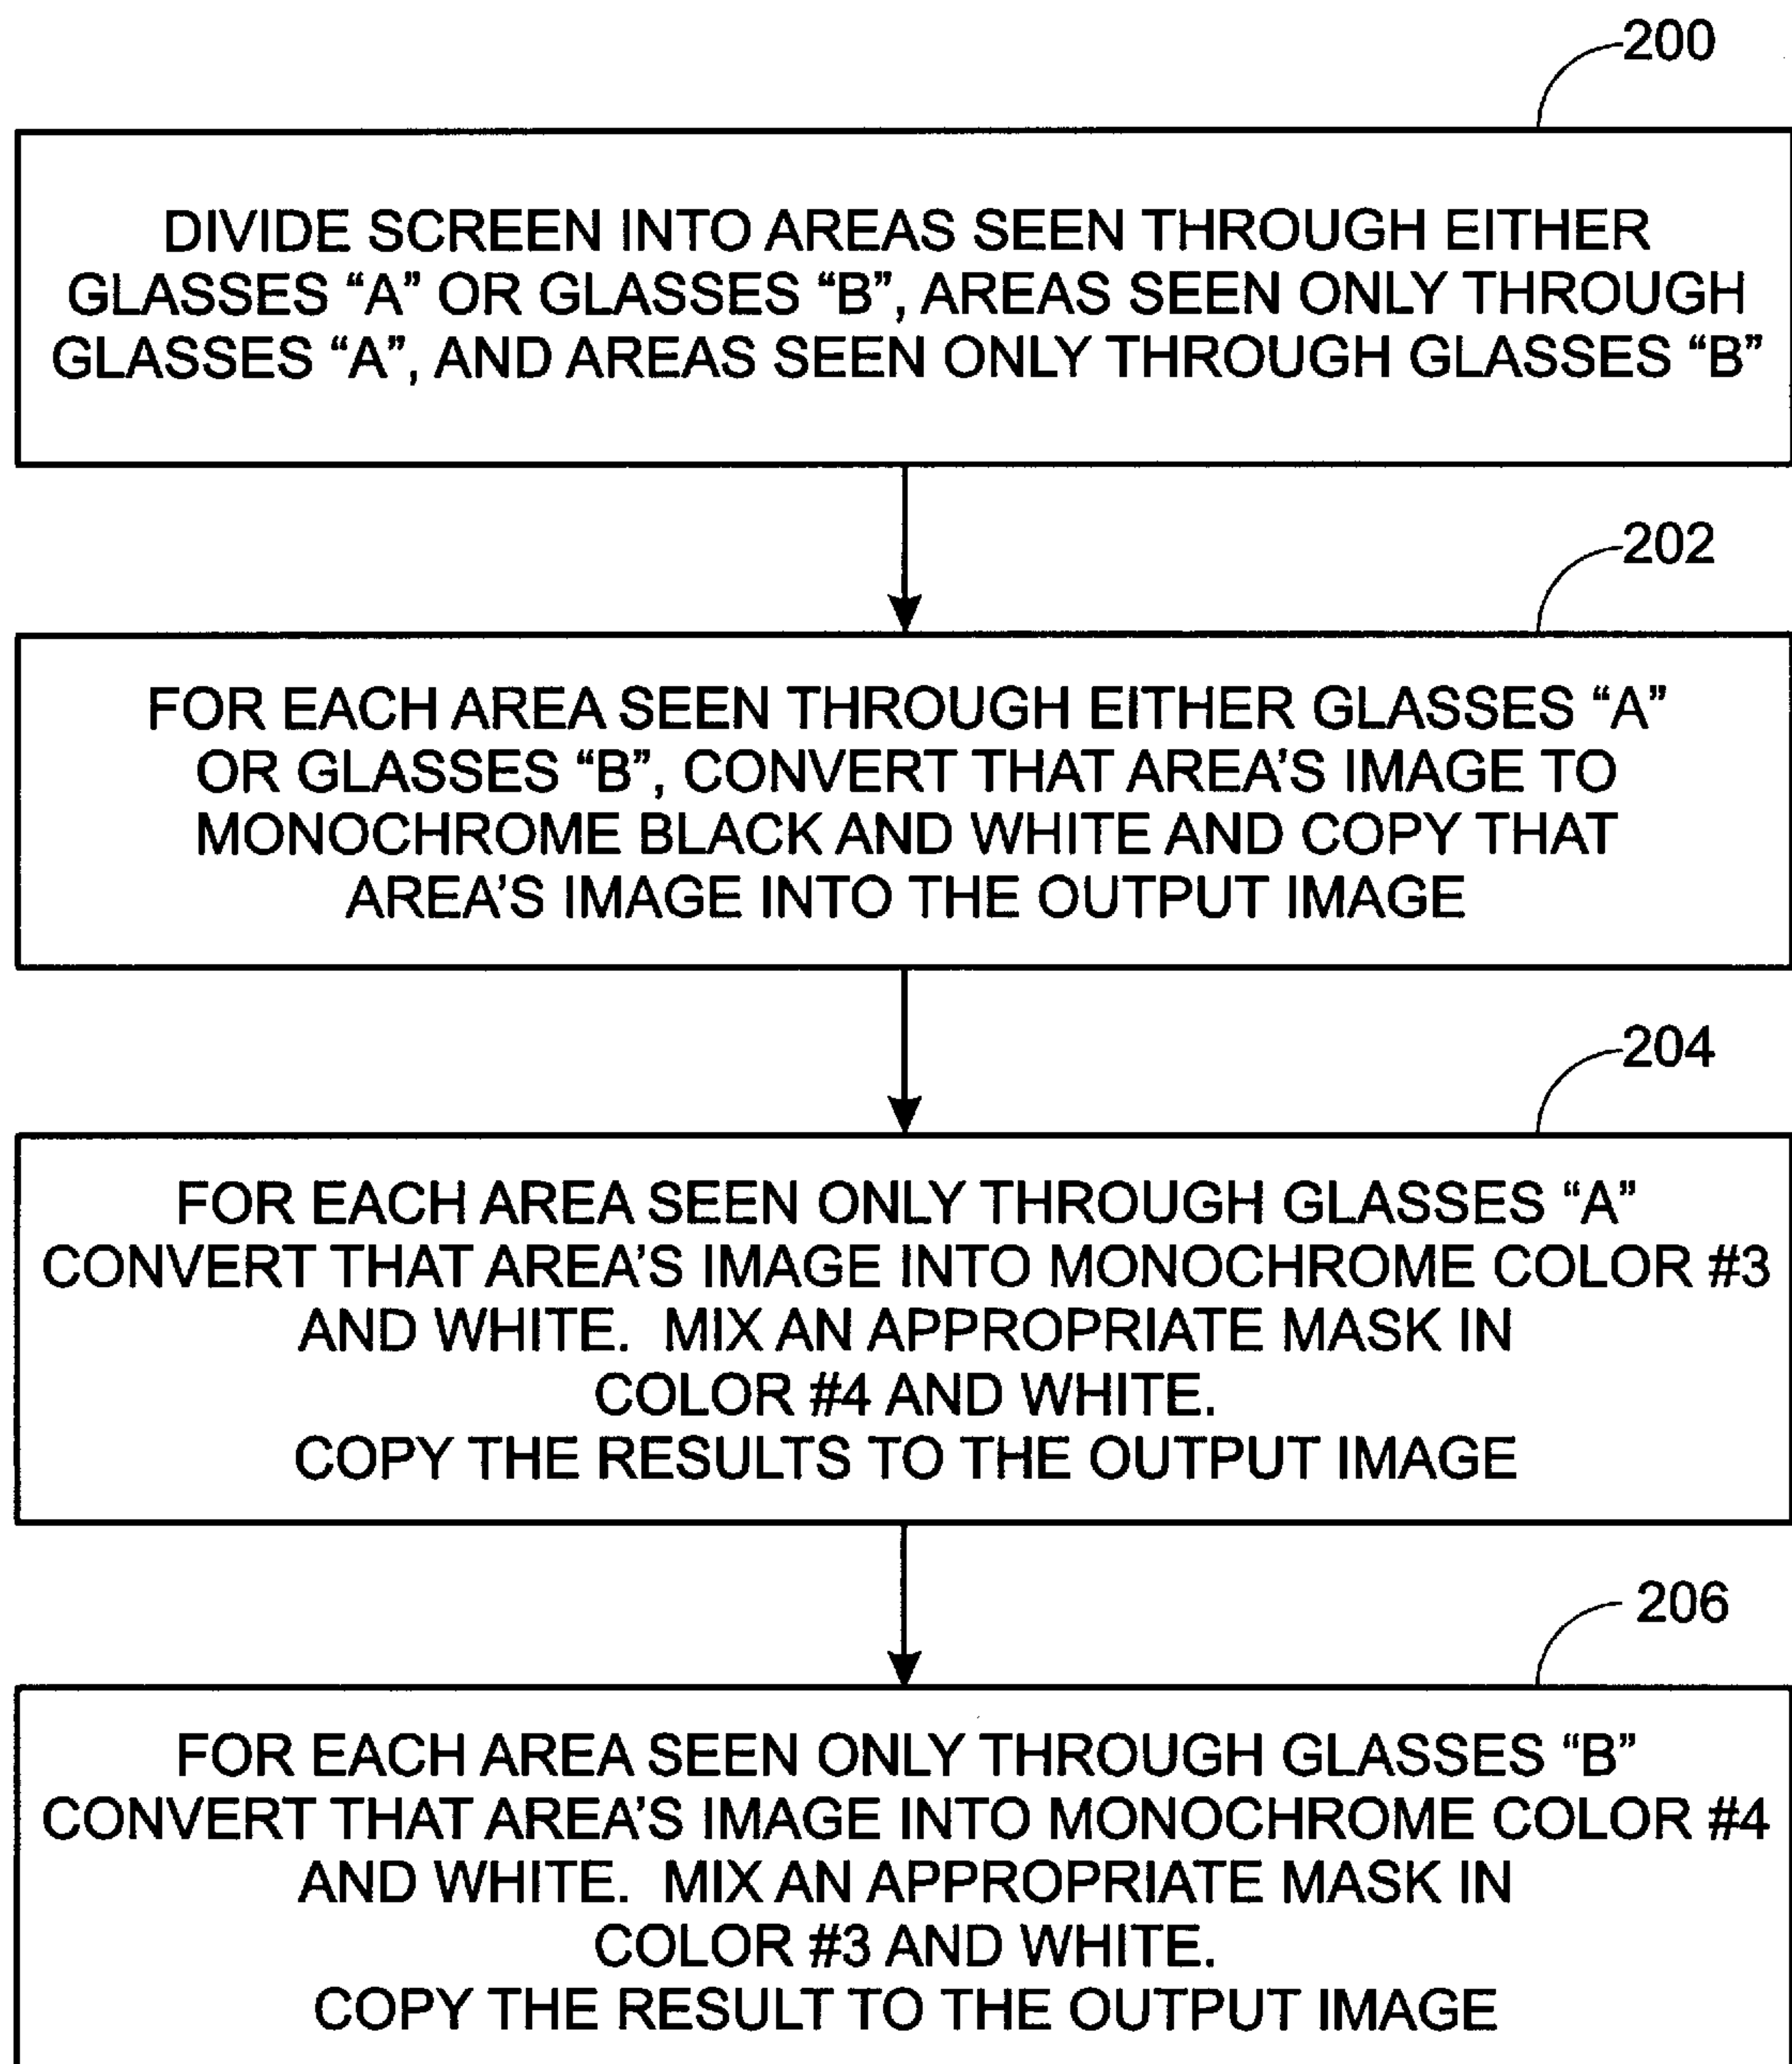 200
DIVIDE SCREEN INTO AREAS SEEN THROUGH EITHER
GLASSES “A” OR GLASSES “B”, AREAS SEEN ONLY THROUGH
GLASSES “A”, AND AREAS SEEN ONLY THROUGH GLASSES “B”
202
FOR EACH AREA SEEN THROUGH EITHER GLASSES “A”
OR GLASSES “B”, CONVERT THAT AREA’S IMAGE TO
MONOCHROME BLACK AND WHITE AND COPY THAT
AREA’S IMAGE INTO THE OUTPUT IMAGE
204
FOR EACH AREA SEEN ONLY THROUGH GLASSES “A”
CONVERT THAT AREA’S IMAGE INTO MONOCHROME COLOR #3
AND WHITE. MIX AN APPROPRIATE MASK IN
COLOR #4 AND WHITE.
COPY THE RESULTS TO THE OUTPUT IMAGE
206
FOR EACH AREA SEEN ONLY THROUGH GLASSES “B”
CONVERT THAT AREA’S IMAGE INTO MONOCHROME COLOR #4
AND WHITE. MIX AN APPROPRIATE MASK IN
COLOR #3 AND WHITE.
COPY THE RESULT TO THE OUTPUT IMAGE